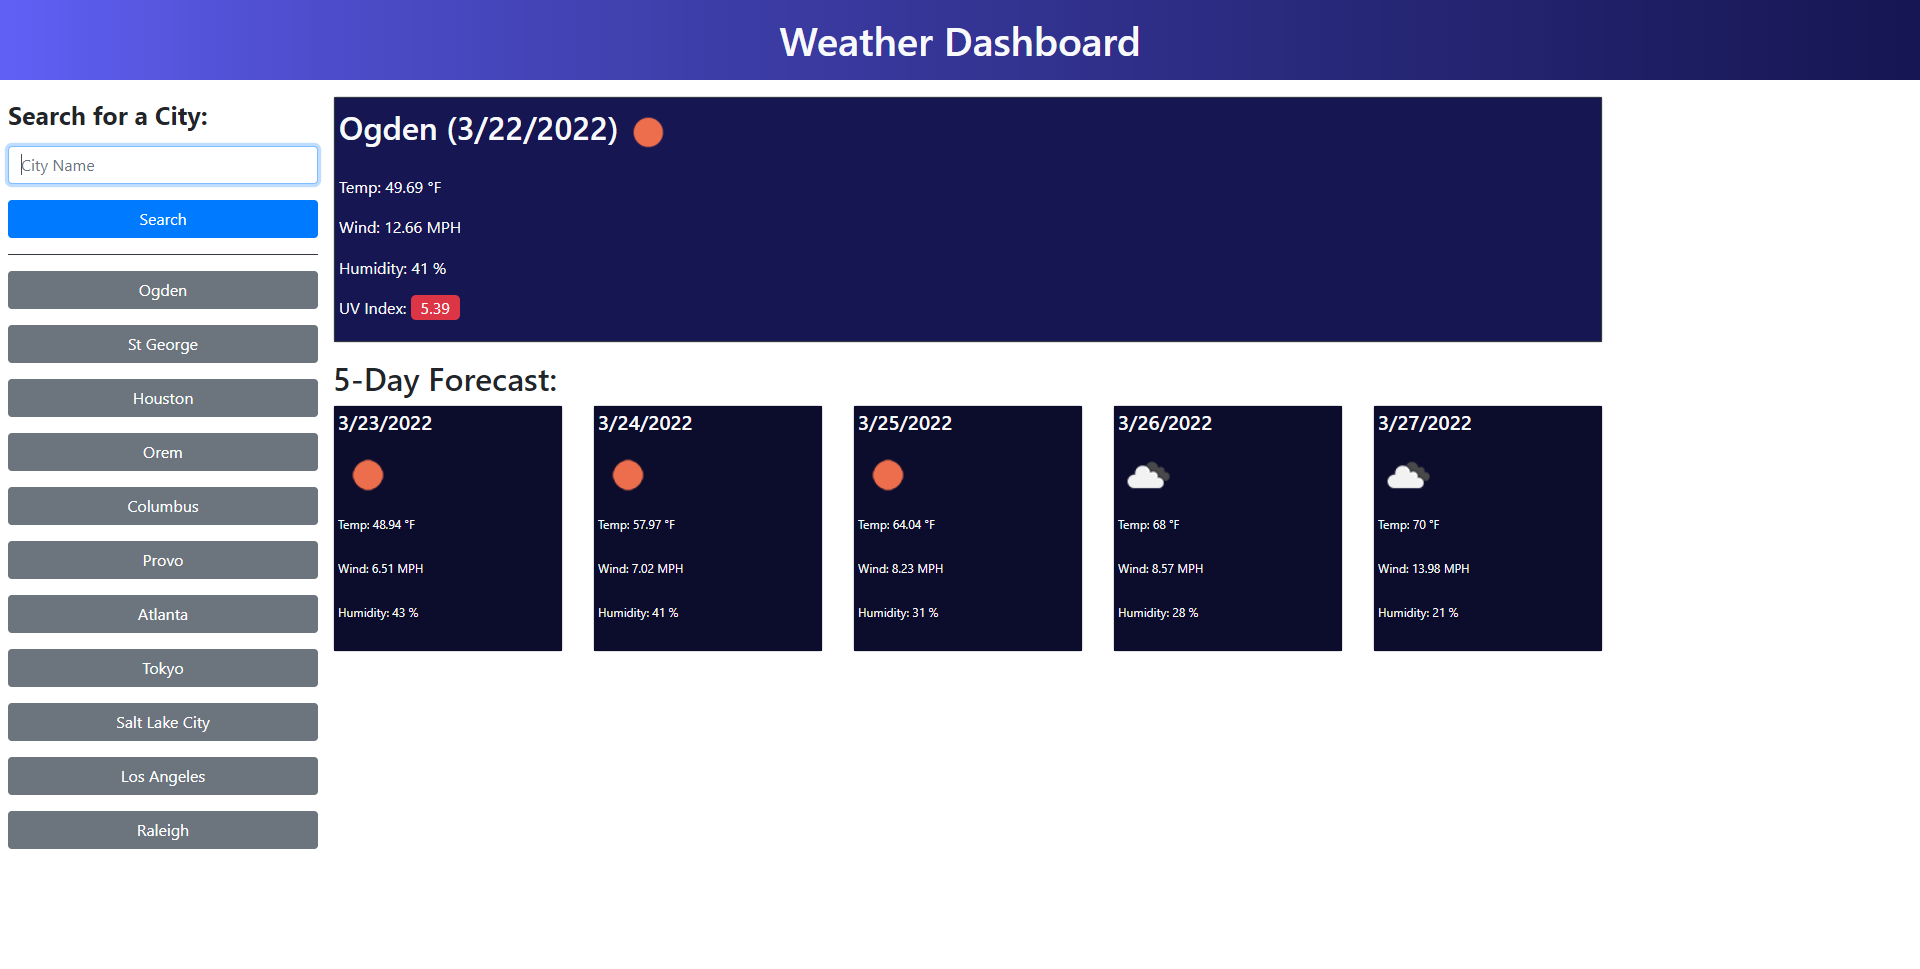 Weather Dashboard
Search for a City:
City Name
Search
Ogden
St George
Houston
Orem
Columbus
Provo
Atlanta
Tokyo
Salt Lake City
Los Angeles
Raleigh
Ogden (3/22/2022)
Temp: 49.69 °F
Wind: 12.66 MPH
Humidity: 41 %
UV Index: 5.39
5-Day Forecast:
3/23/2022
Temp: 48.94 °F
Wind: 6.51 MPH
Humidity: 43 %
3/24/2022
Temp: 57.97 °F
Wind: 7.02 MPH
Humidity: 41 %
3/25/2022
Temp: 64.04 °F
Wind: 8.23 MPH
Humidity: 31 %
3/26/2022
Temp: 68 °F
Wind: 8.57 MPH
Humidity: 28 %
3/27/2022
Temp: 70 °F
Wind: 13.98 MPH
Humidity: 21 %